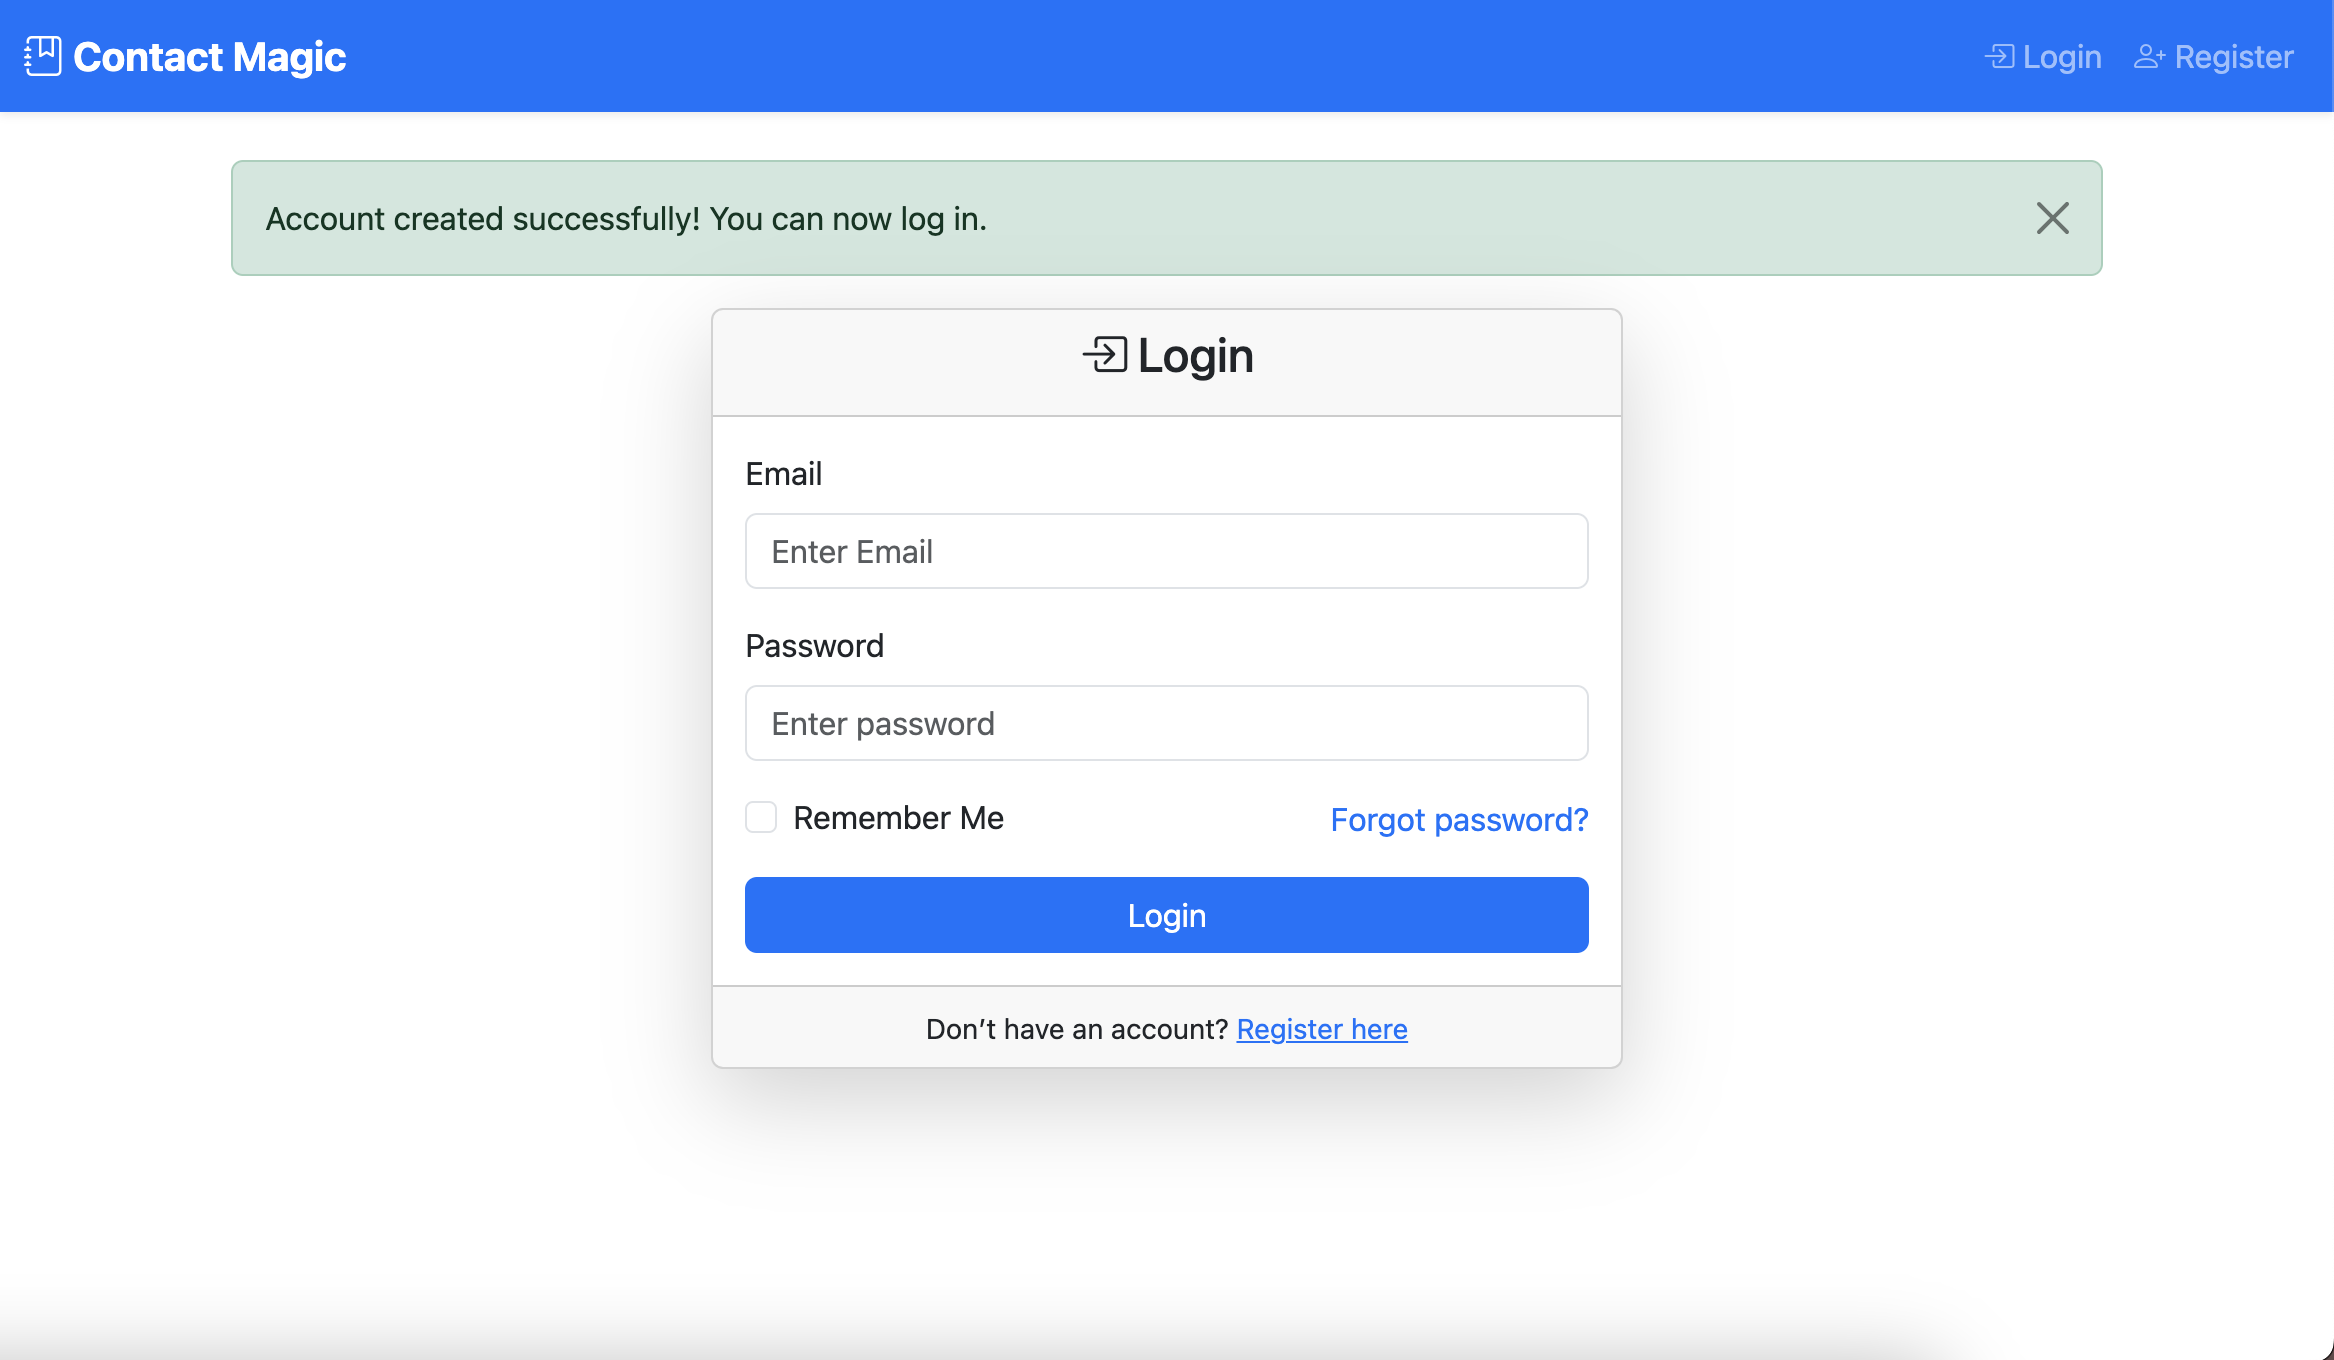 Contact Magic
Login
Register
Account created successfully! You can now log in.
Login
Email
Enter Email
Password
Enter password
Remember Me
Forgot password?
Login
Don't have an account? Register here